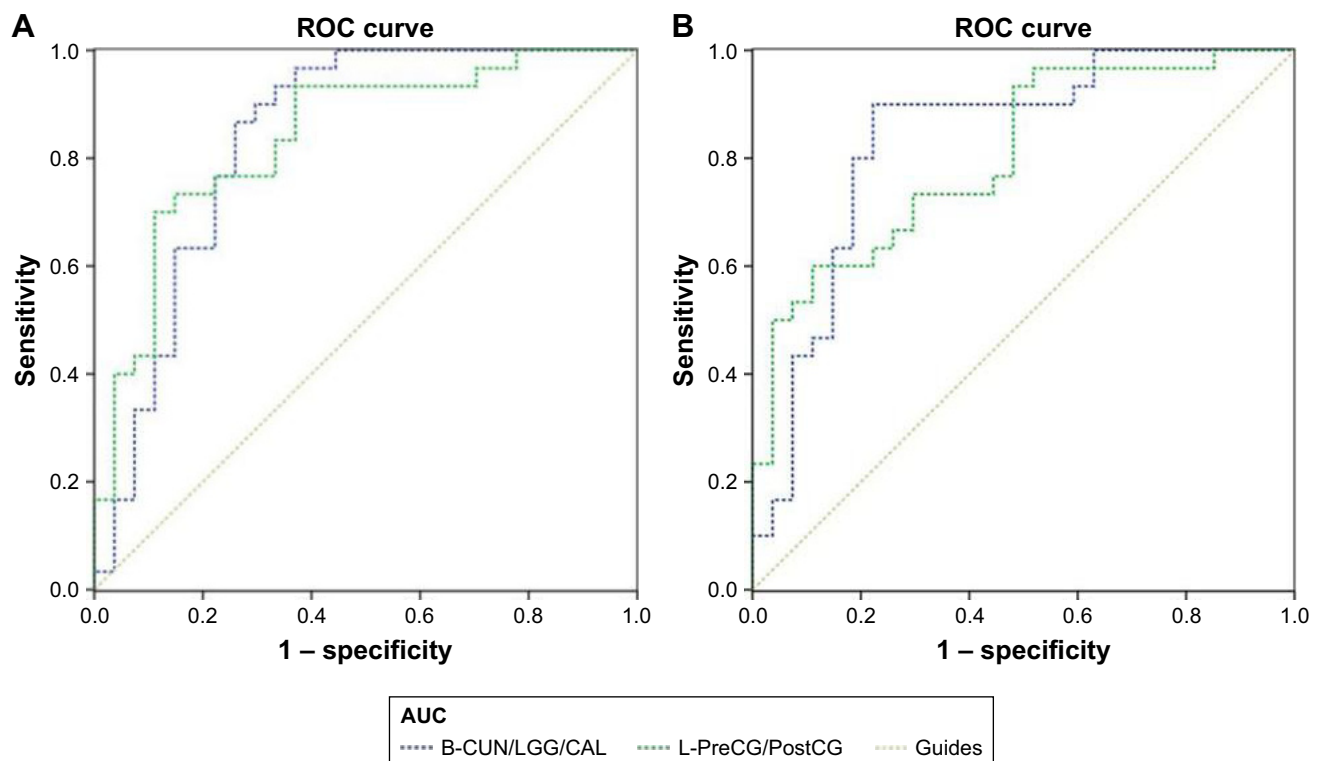 A
ROC curve
1.0
0.8
0.6
0.4
0.2
0.0
Sensitivity
0.0 0.2 0.4 0.6 0.8 1.0
1 – specificity
B
ROC curve
1.0
0.8
0.6
0.4
0.2
0.0
Sensitivity
0.0 0.2 0.4 0.6 0.8 1.0
1 – specificity
AUC
B-CUN/LGG/CAL L-PreCG/PostCG Guides